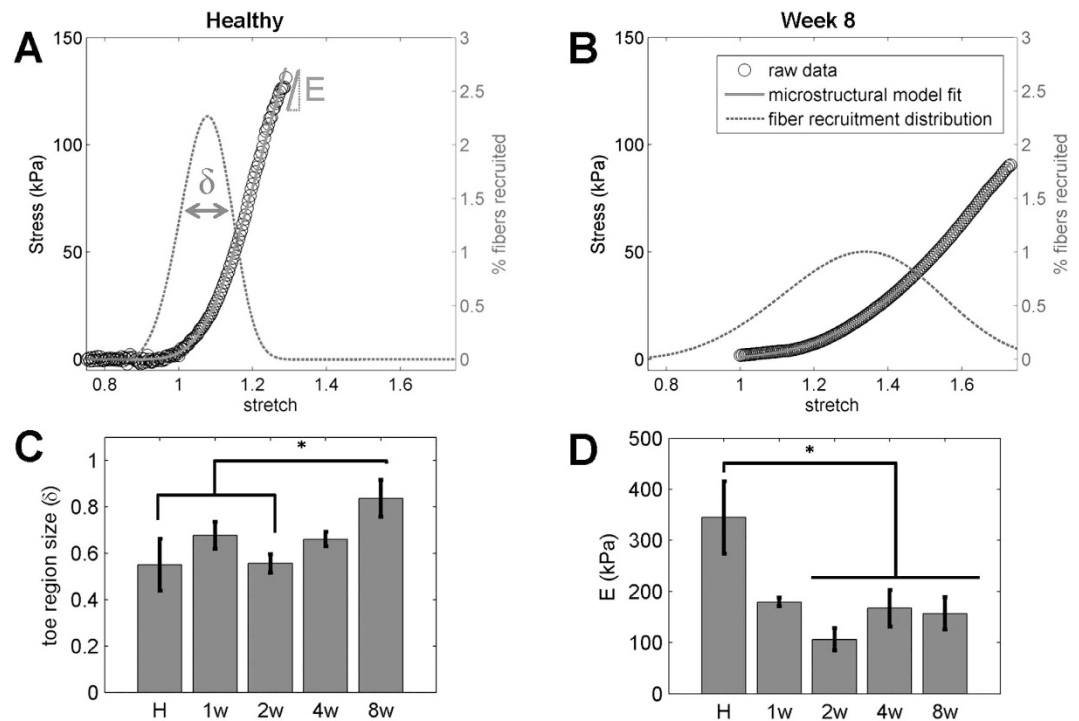 Healthy
A
150
100
50
0
Stress (kPa)
0.8
1
1.2
1.4
1.6
stretch
3
2.5
2
1.5
1
0.5
0
% fibers recruited
δ
E
Week 8
B
150
100
50
0
Stress (kPa)
0.8
1
1.2
1.4
1.6
stretch
3
2.5
2
1.5
1
0.5
0
% fibers recruited
raw data
microstructural model fit
fiber recruitment distribution
C
1
0.8
0.6
0.4
0.2
0
toe region size (δ)
*
H 1w 2w 4w 8w
D
500
400
300
200
100
0
E (kPa)
*
H 1w 2w 4w 8w